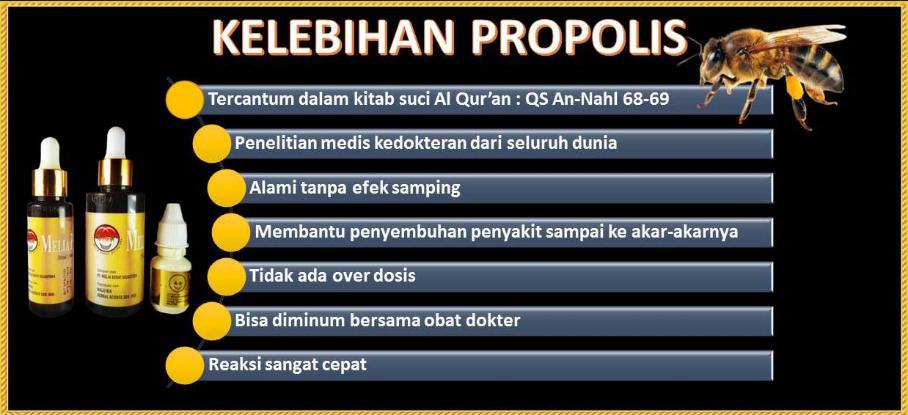 KELEBIHAN PROPOLIS
Tercantum dalam kitab suci Al Qur'an : QS An-Nahl 68-69
Penelitian medis kedokteran dari seluruh dunia
Alami tanpa efek samping
Membantu penyembuhan penyakit sampai ke akar-akarnya
Tidak ada over dosis
Bisa diminum bersama obat dokter
Reaksi sangat cepat
MELIA
MEL